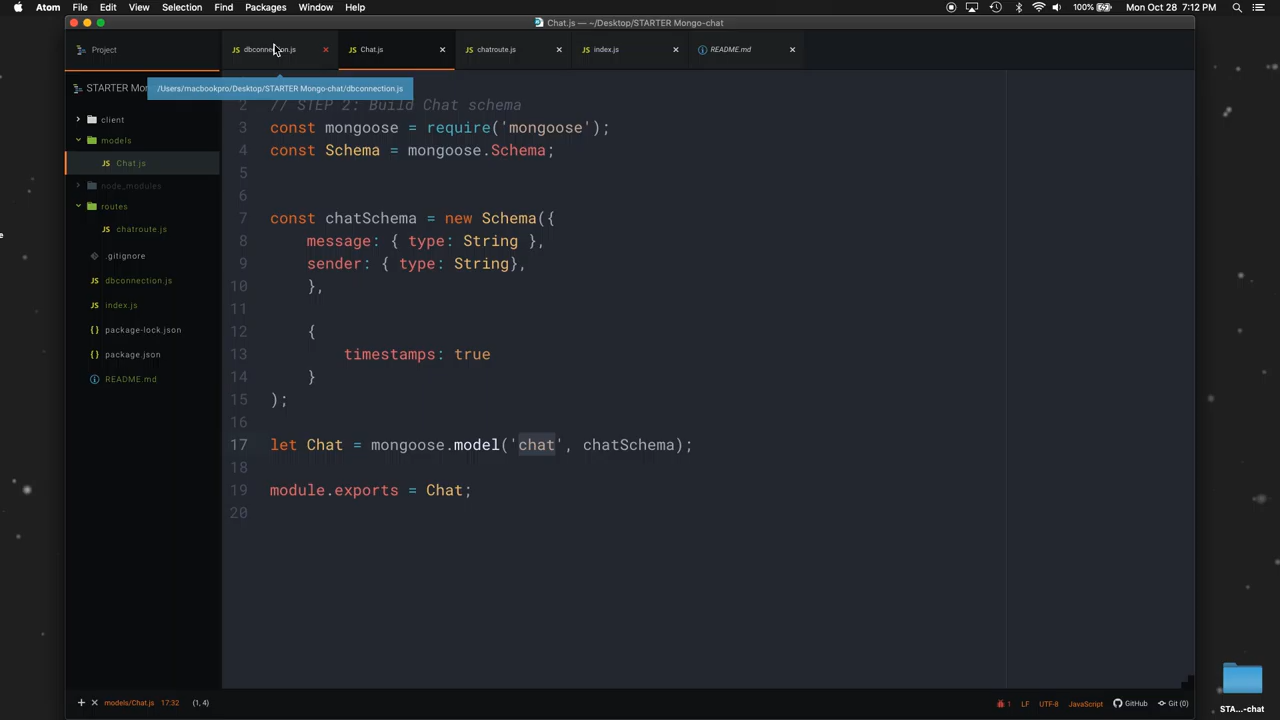 Atom File Edit View Selection Find Packages Window Help 100% Mon Oct 28 7:12 PM
Chat.js — ~/Desktop/STARTER Mongo-chat
Project
JS dbconnection.js × JS Chat.js × JS chatroute.js × JS index.js × README.md ×
STARTER Mon
/Users/macbookpro/Desktop/STARTER Mongo-chat/dbconnection.js
client
models
JS Chat.js
node_modules
routes
JS chatroute.js
.gitignore
JS dbconnection.js
JS index.js
{} package-lock.json
{} package.json
README.md
2 // STEP 2: Build Chat schema
3 const mongoose = require('mongoose');
4 const Schema = mongoose.Schema;
5
6
7 const chatSchema = new Schema({
8 message: { type: String },
9 sender: { type: String},
10 },
11
12 {
13 timestamps: true
14 }
15 );
16
17 let Chat = mongoose.model('chat', chatSchema);
18
19 module.exports = Chat;
20
+ × models/Chat.js 17:32 (1, 4)
1 LF UTF-8 JavaScript GitHub Git (0)
STA...-chat